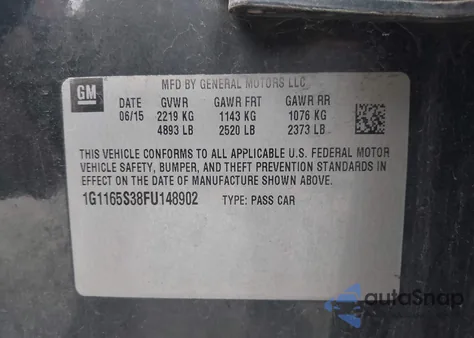 GM
MFD BY GENERAL MOTORS LLC
DATE GVWR GAWR FRT GAWR RR
06/15 2219 KG 1143 KG 1076 KG
4893 LB 2520 LB 2373 LB
THIS VEHICLE CONFORMS TO ALL APPLICABLE U.S. FEDERAL MOTOR
VEHICLE SAFETY, BUMPER, AND THEFT PREVENTION STANDARDS IN
EFFECT ON THE DATE OF MANUFACTURE SHOWN ABOVE.
1G1165S38FU148902 TYPE: PASS CAR
autoSnap